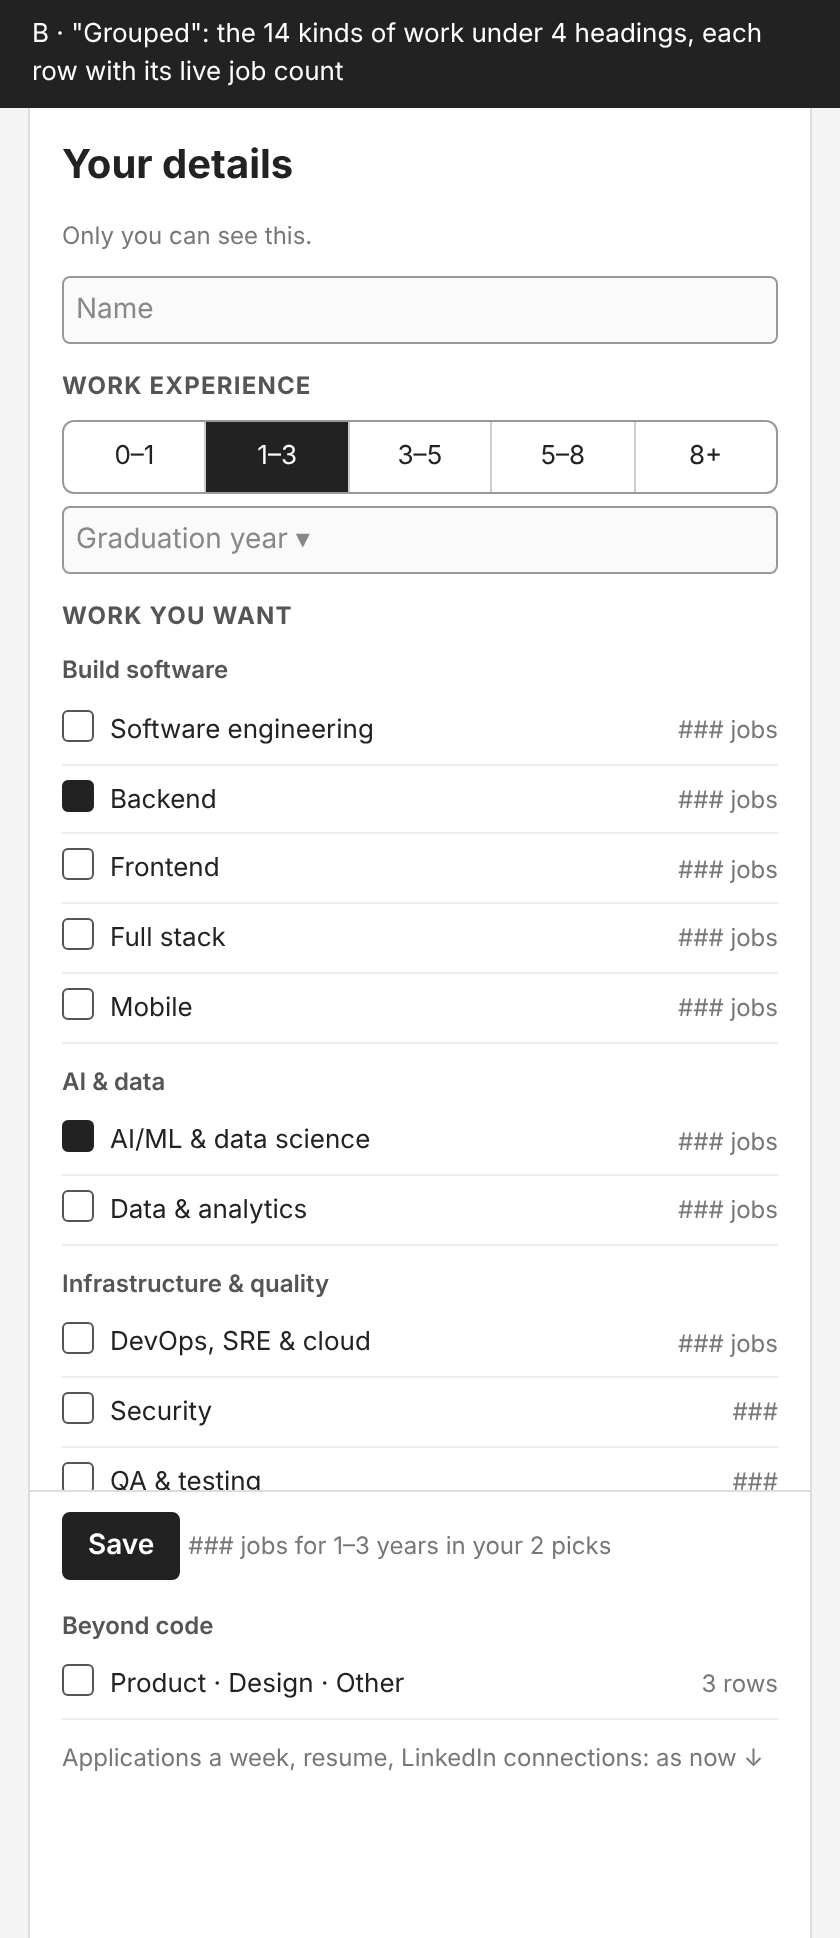 B · "Grouped": the 14 kinds of work under 4 headings, each
row with its live job count
Your details
Only you can see this.
Name
WORK EXPERIENCE
0–1 1–3 3–5 5–8 8+
Graduation year ▾
WORK YOU WANT
Build software
Software engineering ### jobs
Backend ### jobs
Frontend ### jobs
Full stack ### jobs
Mobile ### jobs
AI & data
AI/ML & data science ### jobs
Data & analytics ### jobs
Infrastructure & quality
DevOps, SRE & cloud ### jobs
Security ###
QA & testing ###
Save ### jobs for 1–3 years in your 2 picks
Beyond code
Product · Design · Other 3 rows
Applications a week, resume, LinkedIn connections: as now ↓